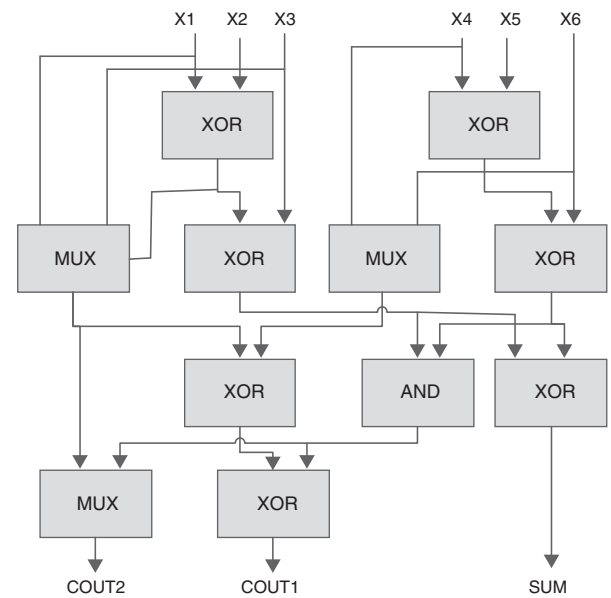 X1 X2 X3 X4 X5 X6
XOR XOR
MUX XOR MUX XOR
XOR AND XOR
MUX XOR
COUT2 COUT1 SUM